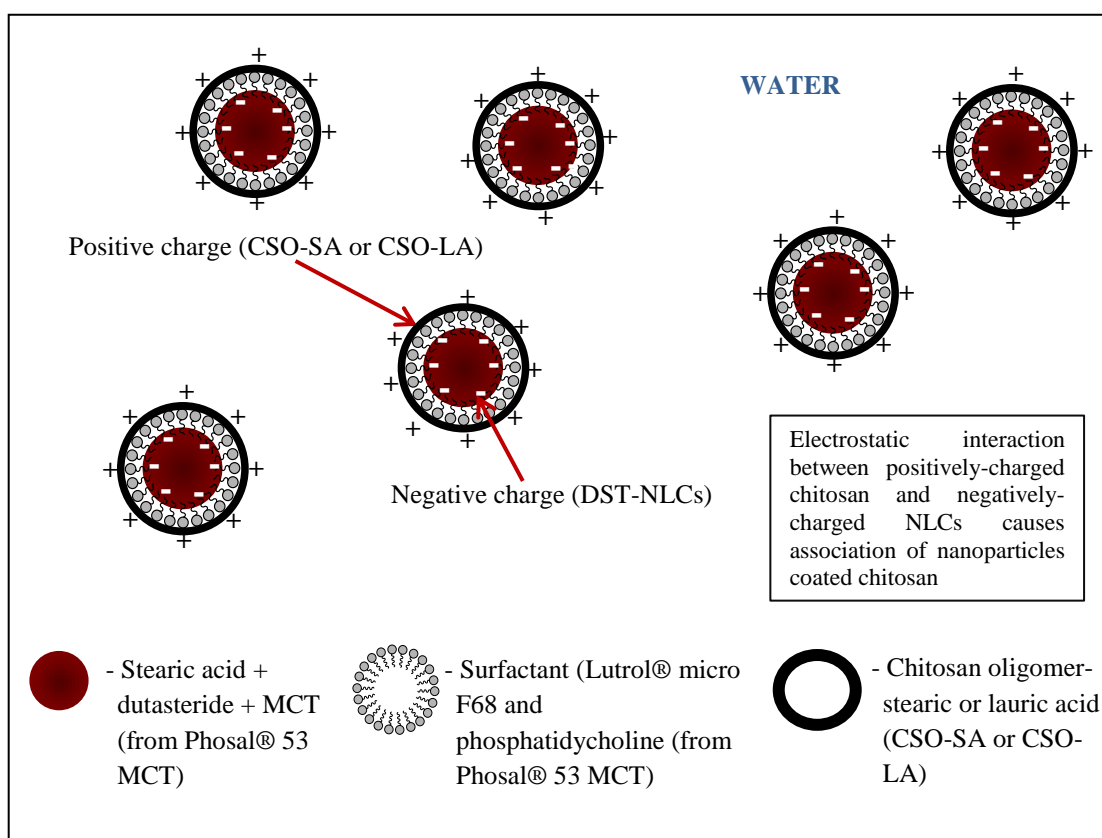 WATER
Positive charge (CSO-SA or CSO-LA)
Negative charge (DST-NLCs)
Electrostatic interaction
between positively-charged
chitosan and negatively-
charged NLCs causes
association of nanoparticles
coated chitosan
- Stearic acid +
dutasteride + MCT
(from Phosal® 53
MCT)
- Surfactant (Lutrol® micro
F68 and
phosphatidycholine (from
Phosal® 53 MCT)
- Chitosan oligomer-
stearic or lauric acid
(CSO-SA or CSO-
LA)